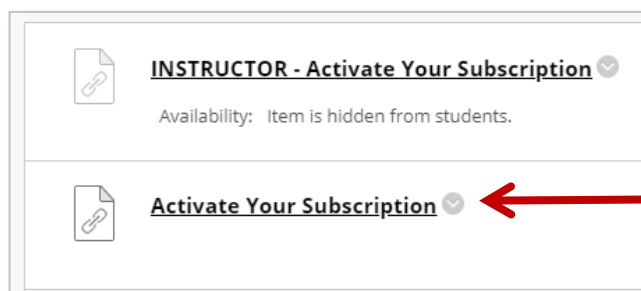 INSTRUCTOR - Activate Your Subscription
Availability: Item is hidden from students.
Activate Your Subscription